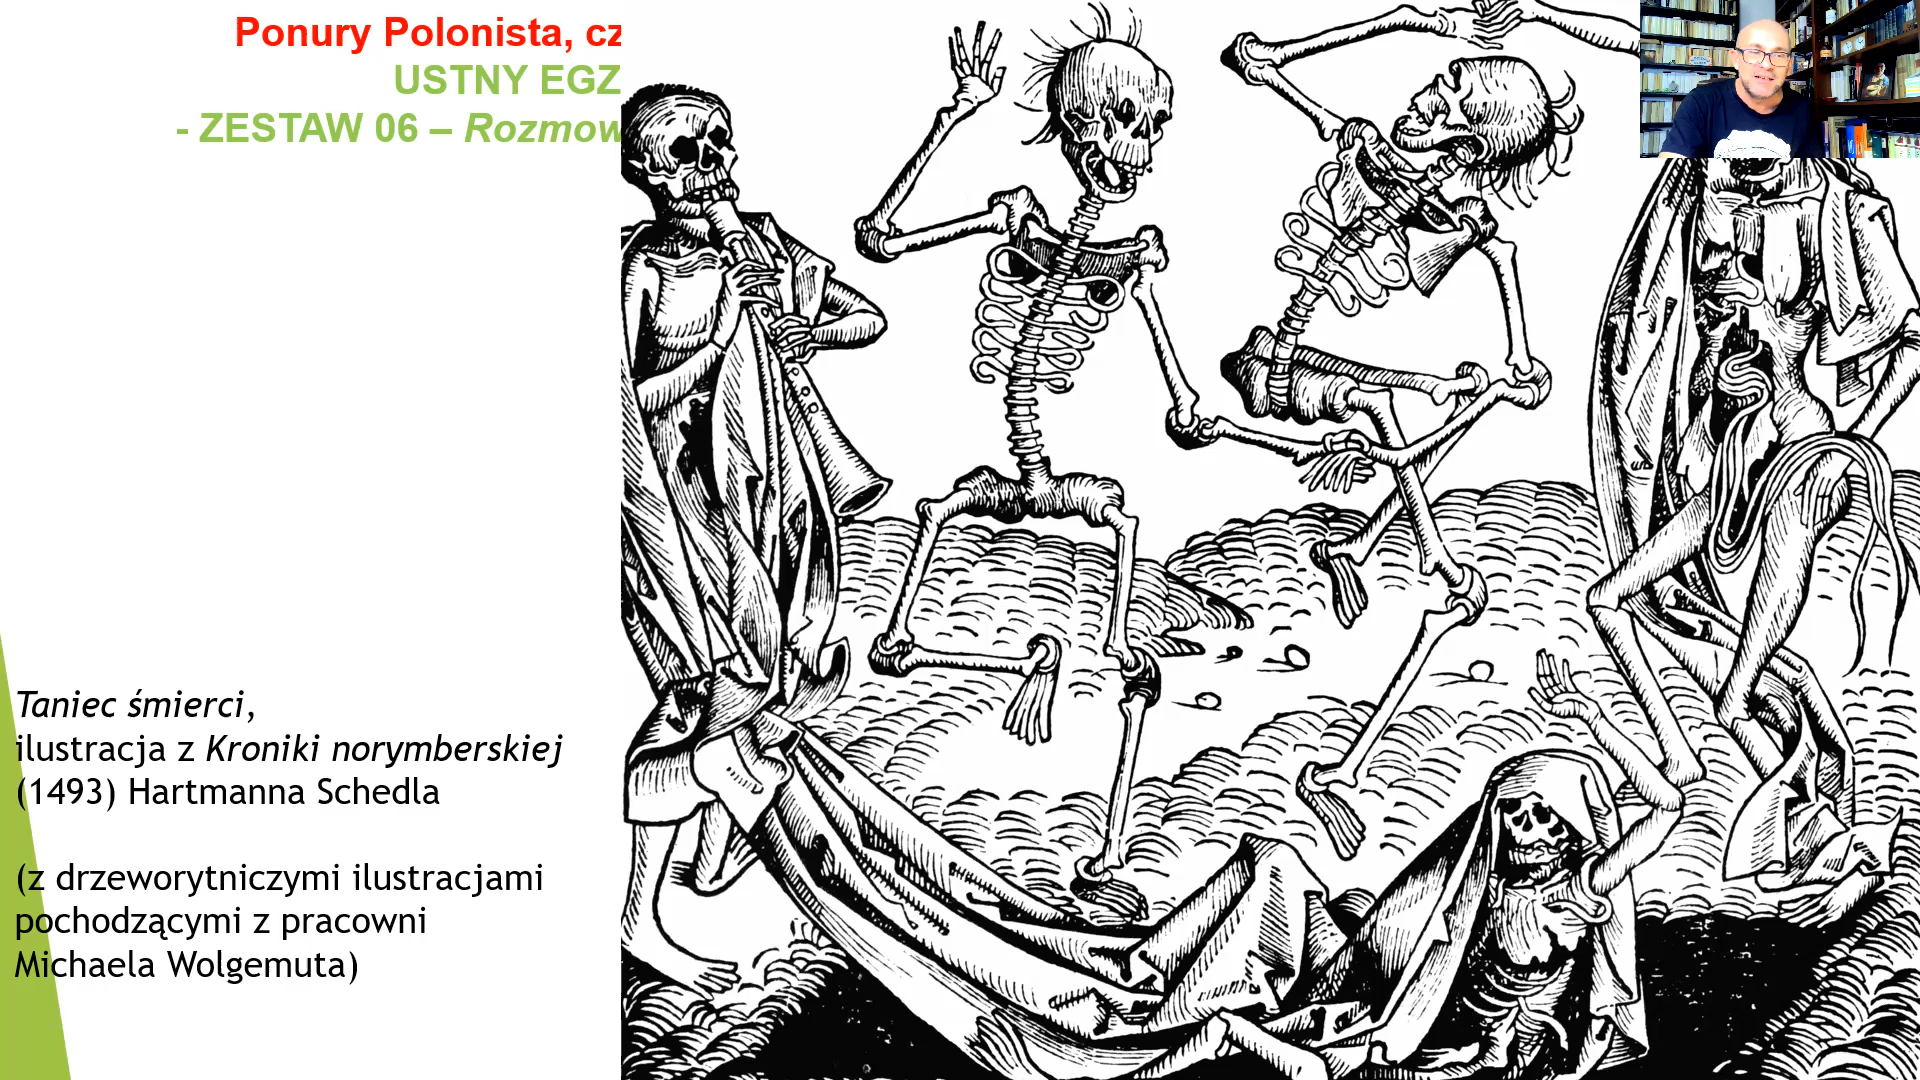 Ponury Polonista, cz
USTNY EGZ
- ZESTAW 06 – Rozmow
Taniec śmierci,
ilustracja z Kroniki norymberskiej
(1493) Hartmanna Schedla
(z drzeworytniczymi ilustracjami
pochodzącymi z pracowni
Michaela Wolgemuta)